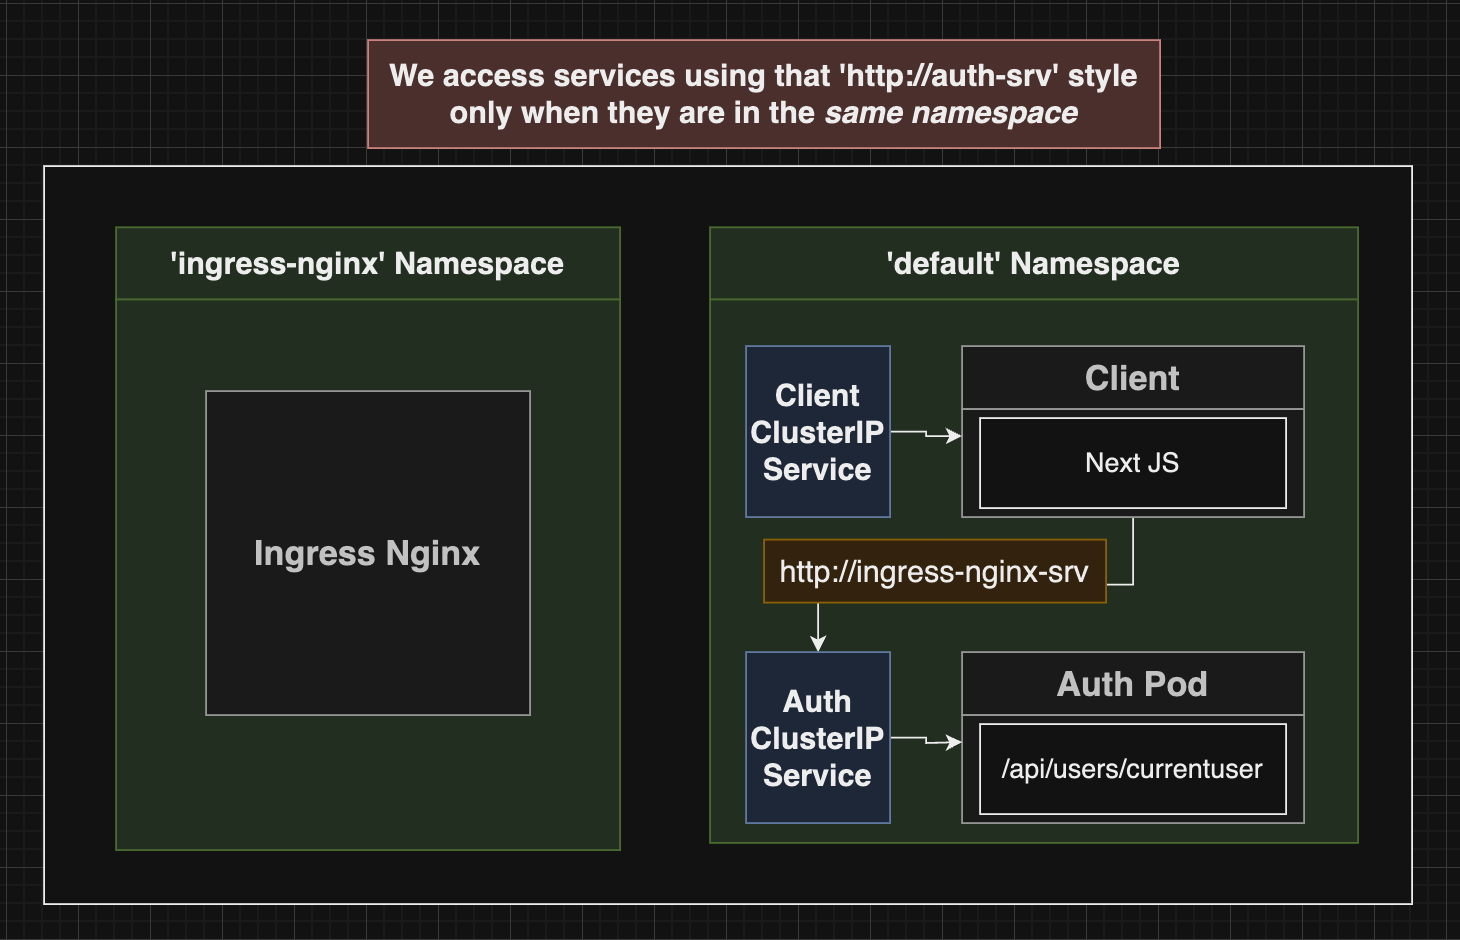 We access services using that 'http://auth-srv' style
only when they are in the same namespace
'ingress-nginx' Namespace
Ingress Nginx
'default' Namespace
Client
ClusterIP
Service
Client
Next JS
http://ingress-nginx-srv
Auth
ClusterIP
Service
Auth Pod
/api/users/currentuser